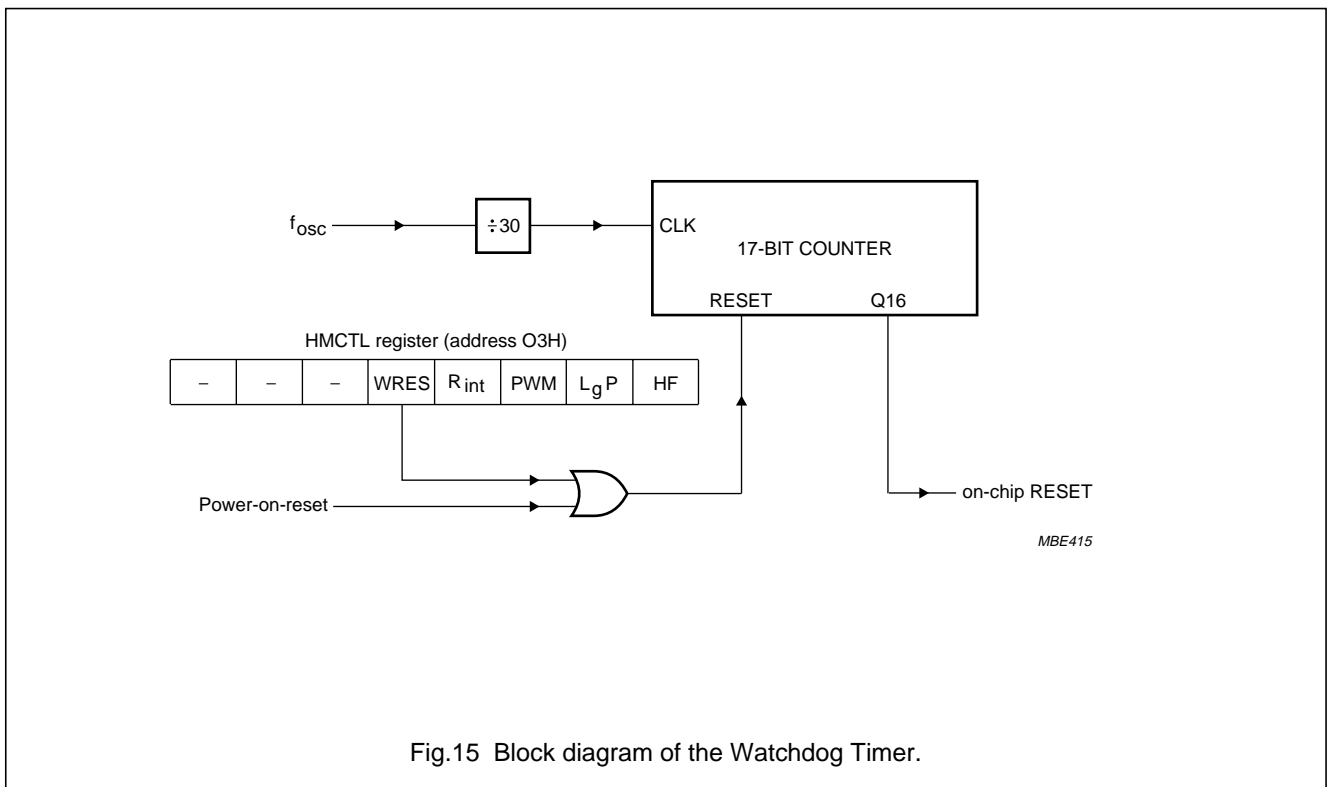 f_osc
÷30
CLK
17-BIT COUNTER
RESET
Q16
HMCTL register (address O3H)
– – – WRES R_int PWM L_gP HF
Power-on-reset
on-chip RESET
MBE415
Fig.15 Block diagram of the Watchdog Timer.